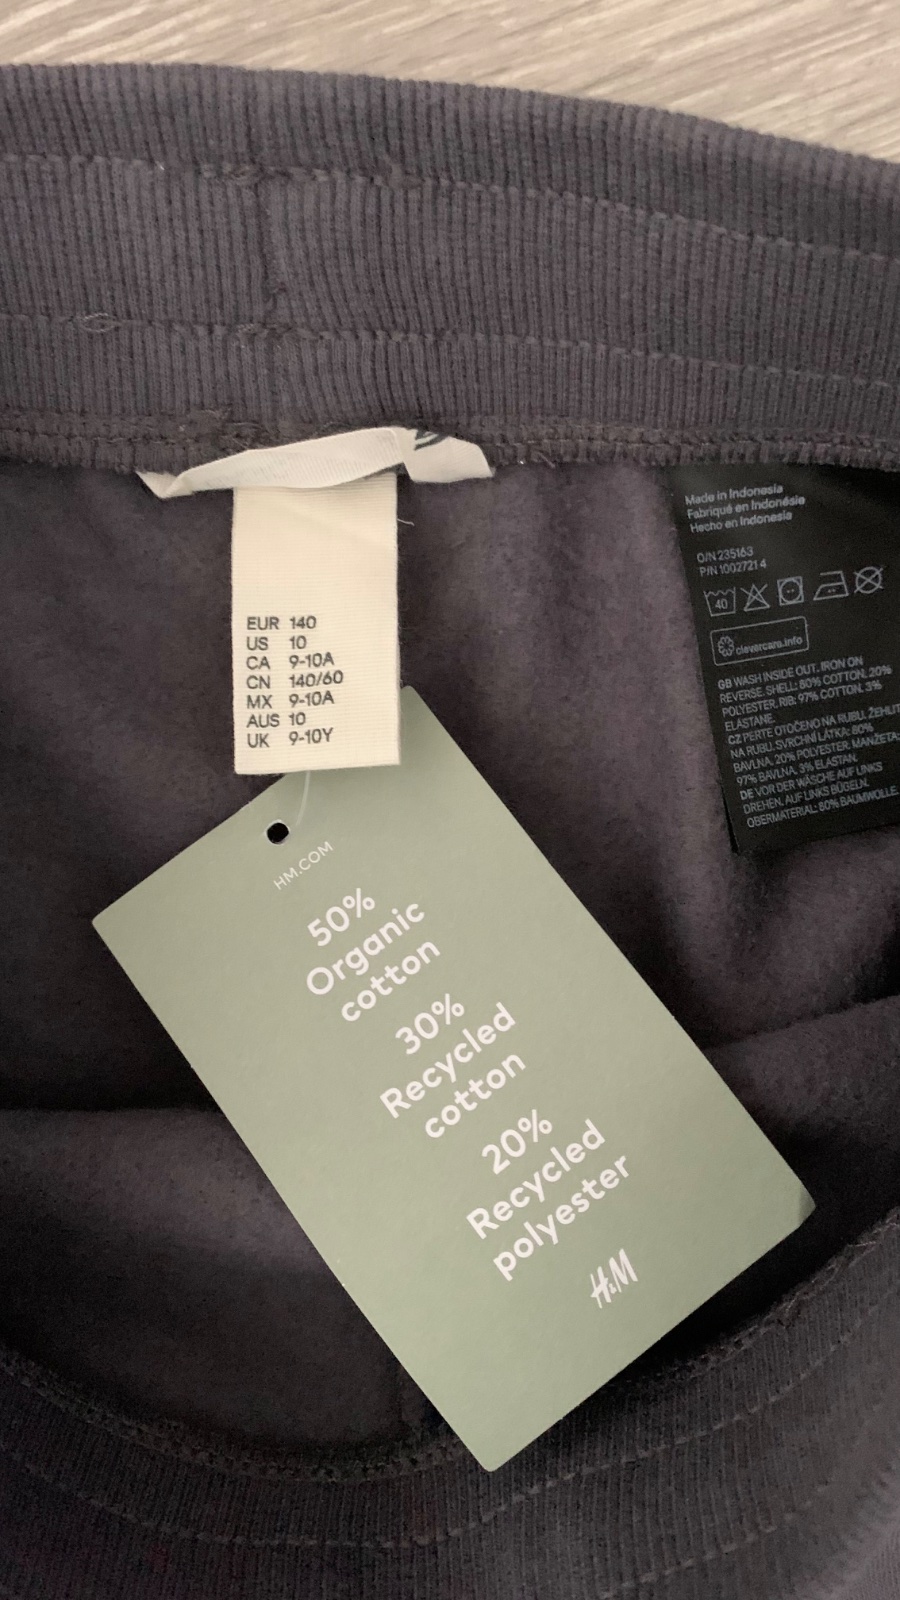 EUR 140
US 10
CA 9-10A
CN 140/60
MX 9-10A
AUS 10
UK 9-10Y
Made in Indonesia
Fabriqué en Indonésie
Hecho en Indonesia
O/N 235163
P/N 1002721 4
40
clevercare.info
GB WASH INSIDE OUT. IRON ON
REVERSE. SHELL: 80% COTTON. 20%
POLYESTER. RIB: 97% COTTON. 3%
ELASTANE.
CZ PERTE OTOČENO NA RUBU. ŽEHLIT
NA RUBU. SVRCHNÍ LÁTKA: 80%
BAVLNA, 20% POLYESTER. MANŽETA:
97% BAVLNA, 3% ELASTAN.
DE VOR DER WÄSCHE AUF LINKS
DREHEN. AUF LINKS BÜGELN.
OBERMATERIAL: 80% BAUMWOLLE.
HM.COM
50%
Organic
cotton
30%
Recycled
cotton
20%
Recycled
polyester
H&M